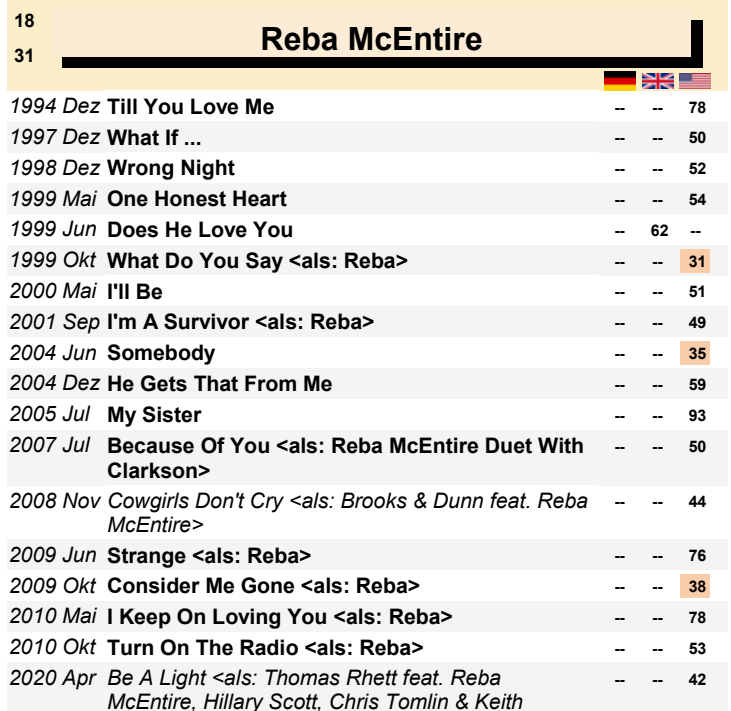 18
31
Reba McEntire
1994 Dez Till You Love Me -- -- 78
1997 Dez What If ... -- -- 50
1998 Dez Wrong Night -- -- 52
1999 Mai One Honest Heart -- -- 54
1999 Jun Does He Love You -- 62 --
1999 Okt What Do You Say <als: Reba> -- -- 31
2000 Mai I'll Be -- -- 51
2001 Sep I'm A Survivor <als: Reba> -- -- 49
2004 Jun Somebody -- -- 35
2004 Dez He Gets That From Me -- -- 59
2005 Jul My Sister -- -- 93
2007 Jul Because Of You <als: Reba McEntire Duet With -- -- 50
Clarkson>
2008 Nov Cowgirls Don't Cry <als: Brooks & Dunn feat. Reba -- -- 44
McEntire>
2009 Jun Strange <als: Reba> -- -- 76
2009 Okt Consider Me Gone <als: Reba> -- -- 38
2010 Mai I Keep On Loving You <als: Reba> -- -- 78
2010 Okt Turn On The Radio <als: Reba> -- -- 53
2020 Apr Be A Light <als: Thomas Rhett feat. Reba -- -- 42
McEntire, Hillary Scott, Chris Tomlin & Keith